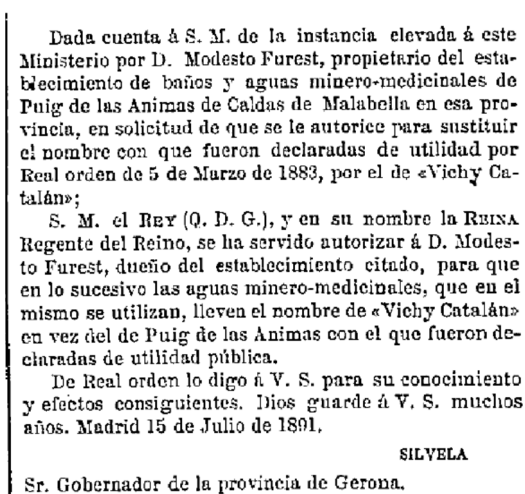 Dada cuenta á S. M. de la instancia elevada á este
Ministerio por D. Modesto Furest, propietario del esta-
blecimiento de baños y aguas minero-medicinales de
Puig de las Animas de Caldas de Malabella en esa pro-
vincia, en solicitud de que se le autorice para sustituir
el nombre con que fueron declaradas de utilidad por
Real orden de 5 de Marzo de 1883, por el de «Vichy Ca-
talán»;
S. M. el REY (Q. D. G.), y en su nombre la REINA
Regente del Reino, se ha servido autorizar á D. Modes-
to Furest, dueño del establecimiento citado, para que
en lo sucesivo las aguas minero-medicinales, que en el
mismo se utilizan, lleven el nombre de «Vichy Catalán»
en vez del de Puig de las Animas con el que fueron de-
claradas de utilidad pública.
De Real orden lo digo á V. S. para su conocimiento
y efectos consiguientes. Dios guarde á V. S. muchos
años. Madrid 15 de Julio de 1891.
SILVELA
Sr. Gobernador de la provincia de Gerona.